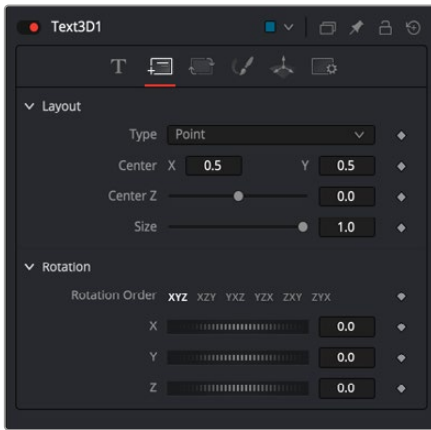 Text3D1
T
Layout
Type Point
Center X 0.5 Y 0.5
Center Z 0.0
Size 1.0
Rotation
Rotation Order XYZ XZY YXZ YZX ZXY ZYX
X 0.0
Y 0.0
Z 0.0